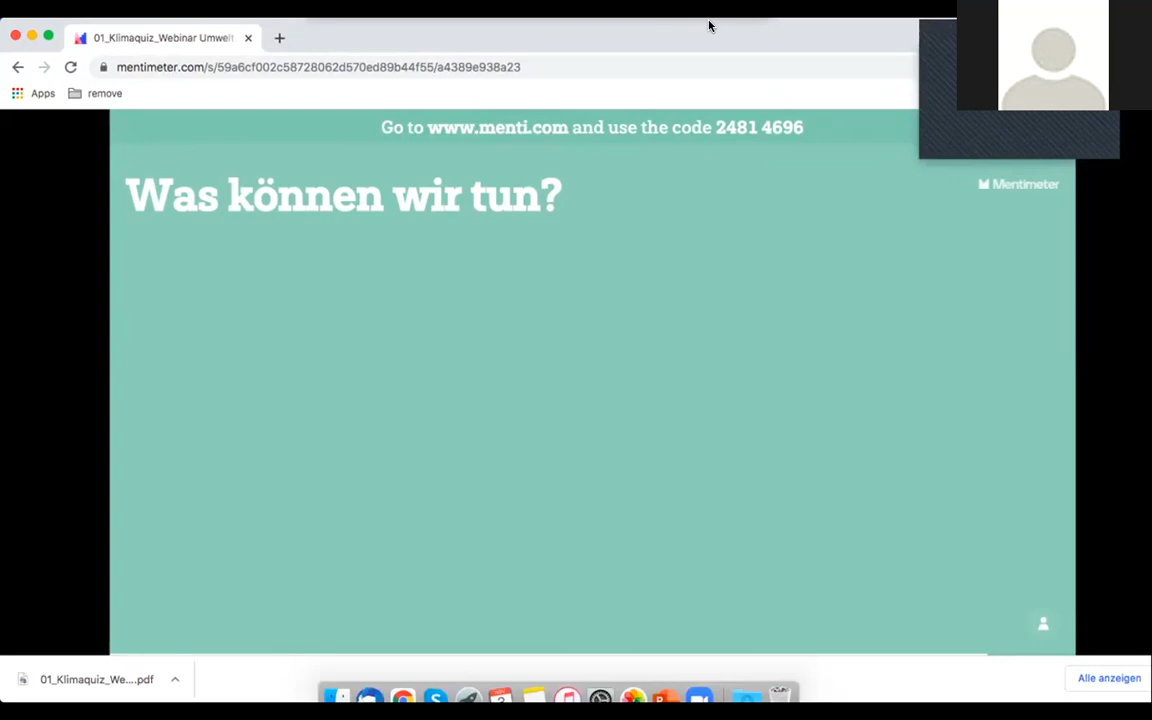 01_Klimaquiz_Webinar Umwelt
mentimeter.com/s/59a6cf002c58728062d570ed89b44f55/a4389e938a23
Apps
remove
Go to www.menti.com and use the code 2481 4696
Was können wir tun?
Mentimeter
01_Klimaquiz_We....pdf
Alle anzeigen